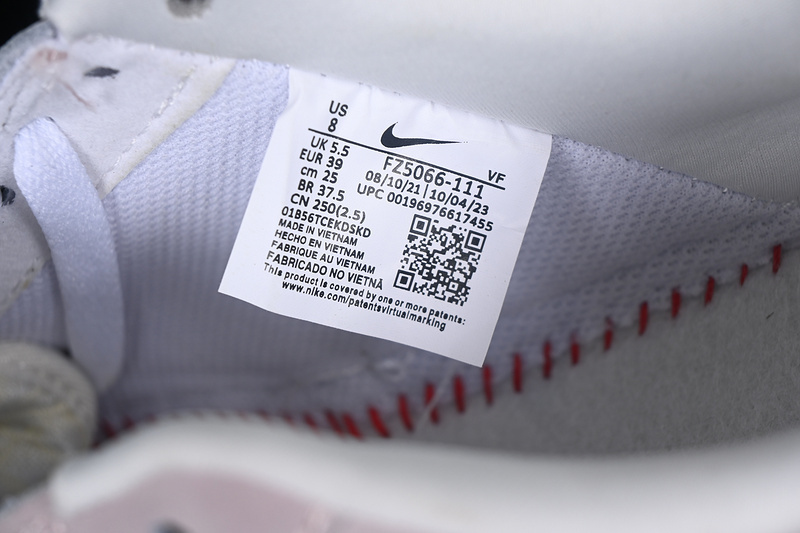 US
8
UK 5.5
EUR 39
cm 25
BR 37.5
CN 250(2.5)
FZ5066-111 VF
08/10/21 | 10/04/23
UPC 00196976617455
01B56TCEKDSKD
MADE IN VIETNAM
HECHO EN VIETNAM
FABRIQUE AU VIETNAM
FABRICADO NO VIETNÃ
This product is covered by one or more patents:
www.nike.com/patentsvirtualmarking